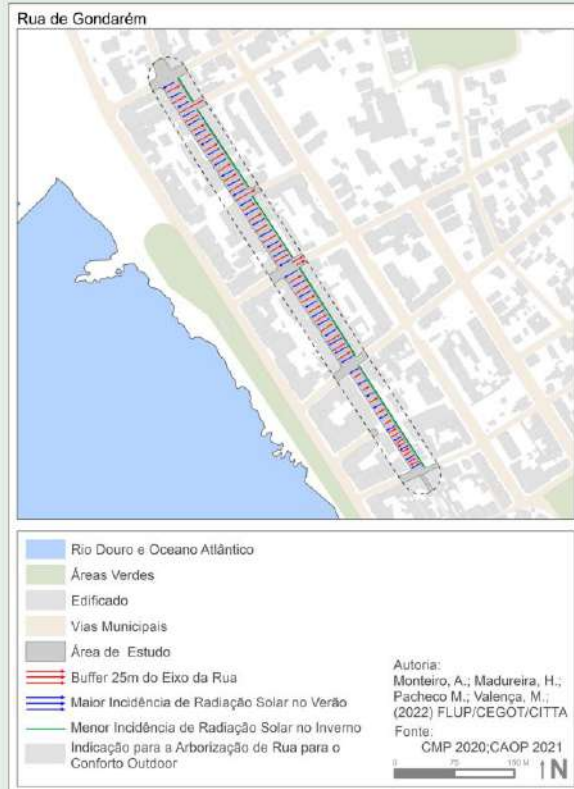 Rua de Gondarém
Rio Douro e Oceano Atlântico
Áreas Verdes
Edificado
Vias Municipais
Área de Estudo
Buffer 25m do Eixo da Rua
Maior Incidência de Radiação Solar no Verão
Menor Incidência de Radiação Solar no Inverno
Indicação para a Arborização de Rua para o
Conforto Outdoor
Autoria:
Monteiro, A.; Madureira, H.;
Pacheco M.; Valença, M.;
(2022) FLUP/CEGOT/CITTA
Fonte:
CMP 2020;CAOP 2021
0 75 150 M
N